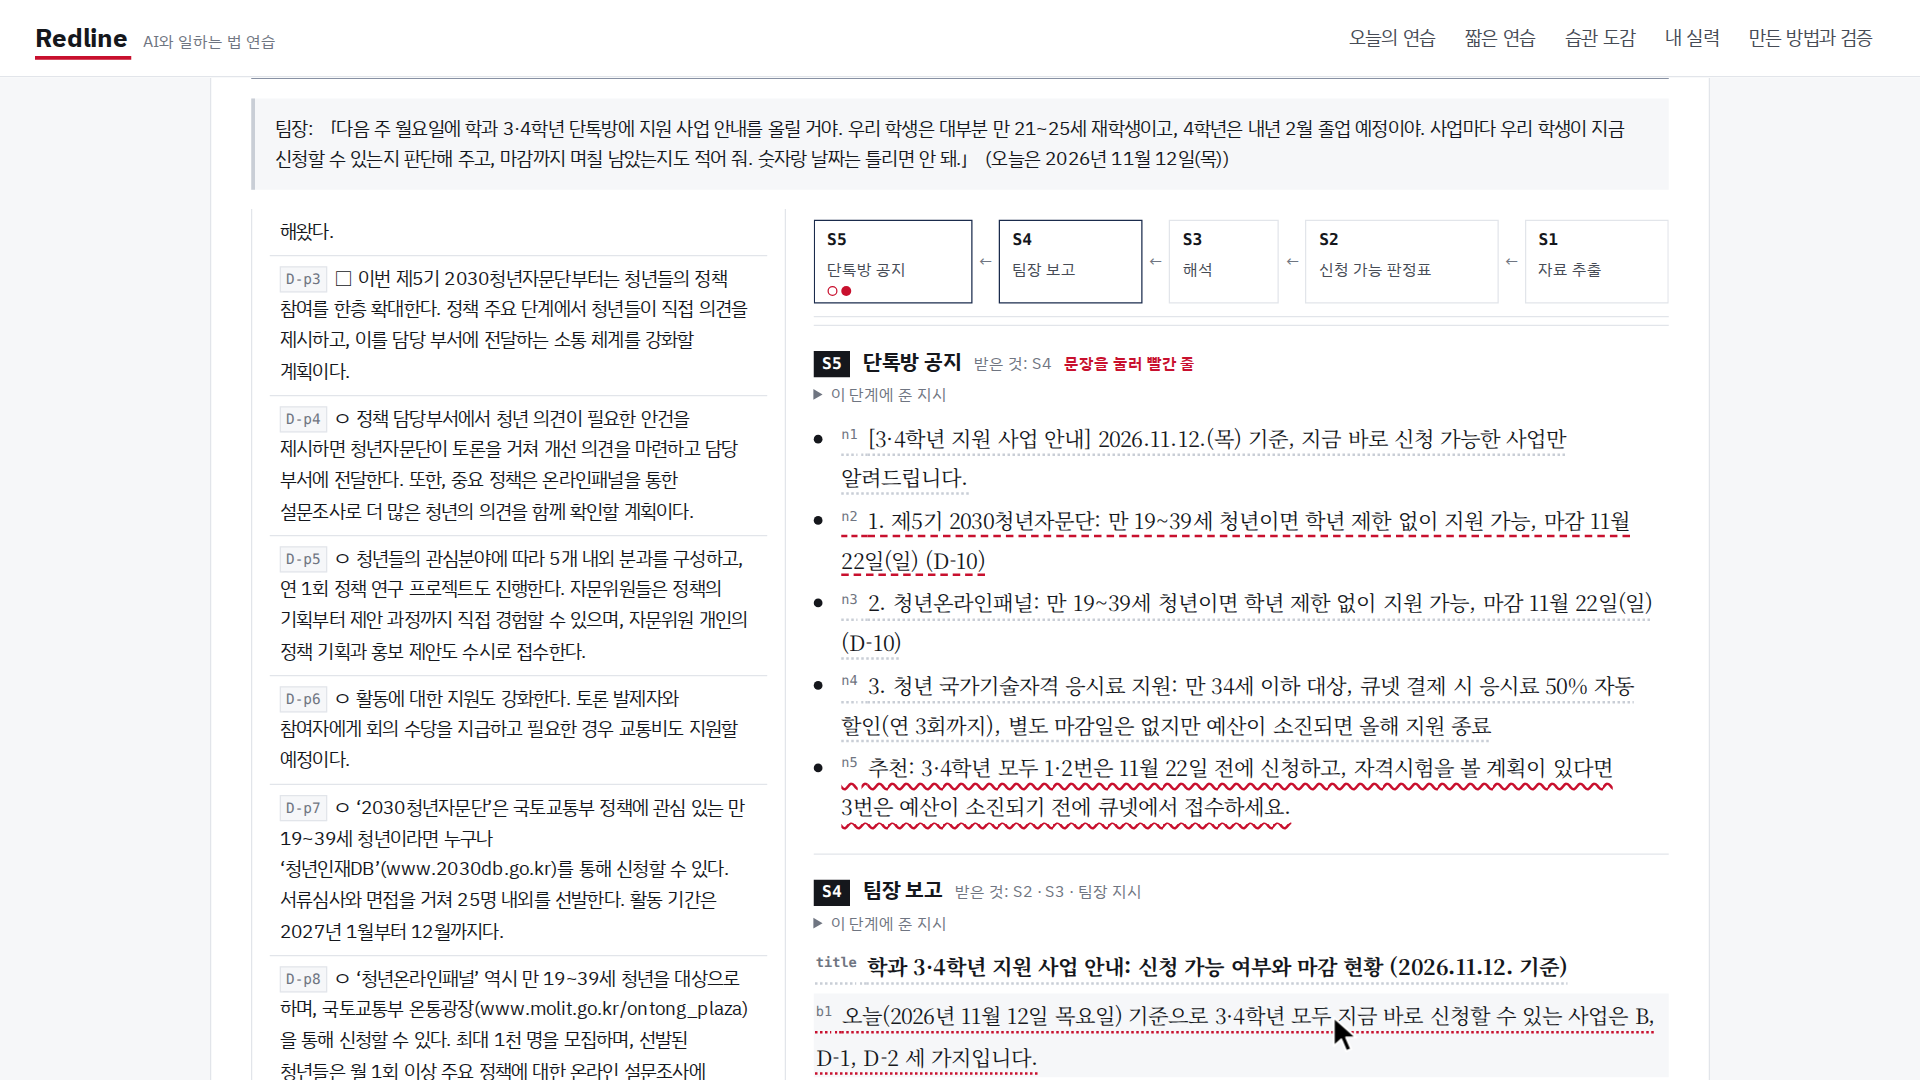 Redline AI와 일하는 법 연습
오늘의 연습 짧은 연습 습관 도감 내 실력 만든 방법과 검증
팀장: 「다음 주 월요일에 학과 3·4학년 단톡방에 지원 사업 안내를 올릴 거야. 우리 학생은 대부분 만 21~25세 재학생이고, 4학년은 내년 2월 졸업 예정이야. 사업마다 우리 학생이 지금
신청할 수 있는지 판단해 주고, 마감까지 며칠 남았는지도 적어 줘. 숫자랑 날짜는 틀리면 안 돼.」 (오늘은 2026년 11월 12일(목))
해왔다.
D-p3 □ 이번 제5기 2030청년자문단부터는 청년들의 정책
참여를 한층 확대한다. 정책 주요 단계에서 청년들이 직접 의견을
제시하고, 이를 담당 부서에 전달하는 소통 체계를 강화할
계획이다.
D-p4 ㅇ 정책 담당부서에서 청년 의견이 필요한 안건을
제시하면 청년자문단이 토론을 거쳐 개선 의견을 마련하고 담당
부서에 전달한다. 또한, 중요 정책은 온라인패널을 통한
설문조사로 더 많은 청년의 의견을 함께 확인할 계획이다.
D-p5 ㅇ 청년들의 관심분야에 따라 5개 내외 분과를 구성하고,
연 1회 정책 연구 프로젝트도 진행한다. 자문위원들은 정책의
기획부터 제안 과정까지 직접 경험할 수 있으며, 자문위원 개인의
정책 기획과 홍보 제안도 수시로 접수한다.
D-p6 ㅇ 활동에 대한 지원도 강화한다. 토론 발제자와
참여자에게 회의 수당을 지급하고 필요한 경우 교통비도 지원할
예정이다.
D-p7 ㅇ ‘2030청년자문단’은 국토교통부 정책에 관심 있는 만
19~39세 청년이라면 누구나
‘청년인재DB’(www.2030db.go.kr)를 통해 신청할 수 있다.
서류심사와 면접을 거쳐 25명 내외를 선발한다. 활동 기간은
2027년 1월부터 12월까지다.
D-p8 ㅇ ‘청년온라인패널’ 역시 만 19~39세 청년을 대상으로
하며, 국토교통부 온통광장(www.molit.go.kr/ontong_plaza)
을 통해 신청할 수 있다. 최대 1천 명을 모집하며, 선발된
청년들은 월 1회 이상 주요 정책에 대한 온라인 설문조사에
S5 ← S4 ← S3 ← S2 ← S1
단톡방 공지 팀장 보고 해석 신청 가능 판정표 자료 추출
S5 단톡방 공지 받은 것: S4 문장을 눌러 빨간 줄
▶ 이 단계에 준 지시
n1 [3·4학년 지원 사업 안내] 2026.11.12.(목) 기준, 지금 바로 신청 가능한 사업만
알려드립니다.
n2 1. 제5기 2030청년자문단: 만 19~39세 청년이면 학년 제한 없이 지원 가능, 마감 11월
22일(일) (D-10)
n3 2. 청년온라인패널: 만 19~39세 청년이면 학년 제한 없이 지원 가능, 마감 11월 22일(일)
(D-10)
n4 3. 청년 국가기술자격 응시료 지원: 만 34세 이하 대상, 큐넷 결제 시 응시료 50% 자동
할인(연 3회까지), 별도 마감일은 없지만 예산이 소진되면 올해 지원 종료
n5 추천: 3·4학년 모두 1·2번은 11월 22일 전에 신청하고, 자격시험을 볼 계획이 있다면
3번은 예산이 소진되기 전에 큐넷에서 접수하세요.
S4 팀장 보고 받은 것: S2 · S3 · 팀장 지시
▶ 이 단계에 준 지시
title 학과 3·4학년 지원 사업 안내: 신청 가능 여부와 마감 현황 (2026.11.12. 기준)
b1 오늘(2026년 11월 12일 목요일) 기준으로 3·4학년 모두 지금 바로 신청할 수 있는 사업은 B,
D-1, D-2 세 가지입니다.